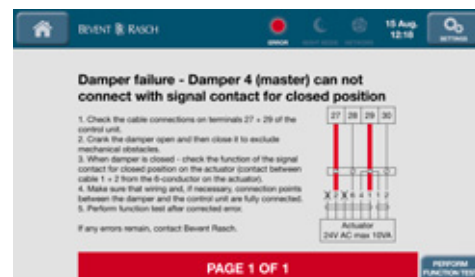 BEVENT RASCH
ERROR
NIGHT MODE
NETWORK
15 Aug.
12:16
SETTINGS
Damper failure - Damper 4 (master) can not
connect with signal contact for closed position
1. Check the cable connections on terminals 27 + 29 of the
control unit.
2. Crank the damper open and then close it to exclude
mechanical obstacles.
3. When damper is closed - check the function of the signal
contact for closed position on the actuator (contact between
cable 1 + 2 from the 6-conductor on the actuator).
4. Make sure that wiring and, if necessary, connection points
between the damper and the control unit are fully connected.
5. Perform function test after corrected error.
If any errors remain, contact Bevent Rasch.
27 28 29 30
Actuator
24V AC max 10VA
PAGE 1 OF 1
PERFORM
FUNCTION TEST